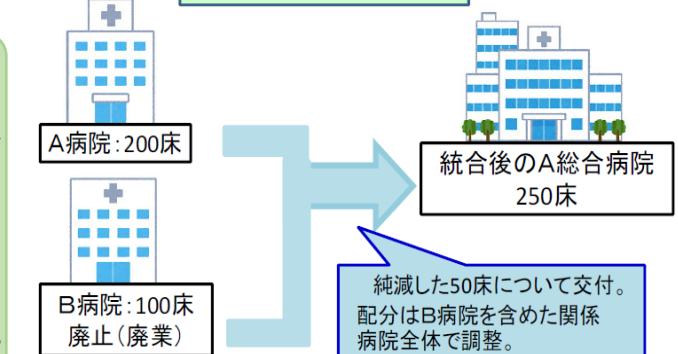 A病院:200床
B病院:100床
廃止(廃業)
統合後のA総合病院
250床
純減した50床について交付。
配分はB病院を含めた関係
病院全体で調整。